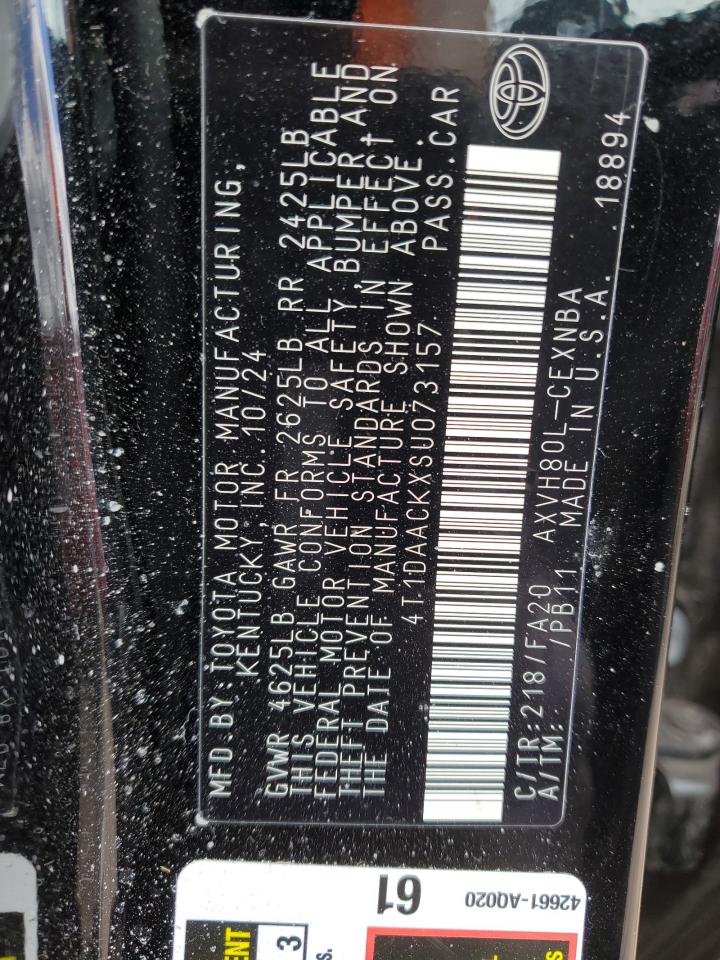 MFD.BY:TOYOTA MOTOR MANUFACTURING,
KENTUCKY, INC. 10/24
GVWR 4625LB GAWR FR 2625LB RR 2425LB
THIS VEHICLE CONFORMS TO ALL APPLICABLE
FEDERAL MOTOR VEHICLE SAFETY, BUMPER, AND
THEFT PREVENTION STANDARDS IN EFFECT ON
THE DATE OF MANUFACTURE SHOWN ABOVE.
4T1DAACKXSU073157 PASS.CAR
C/TR:218/FA20 AXVH80L-CEXNBA
A/TM: /PB11 MADE IN U.S.A. 18894
61
42661-AQ020
3